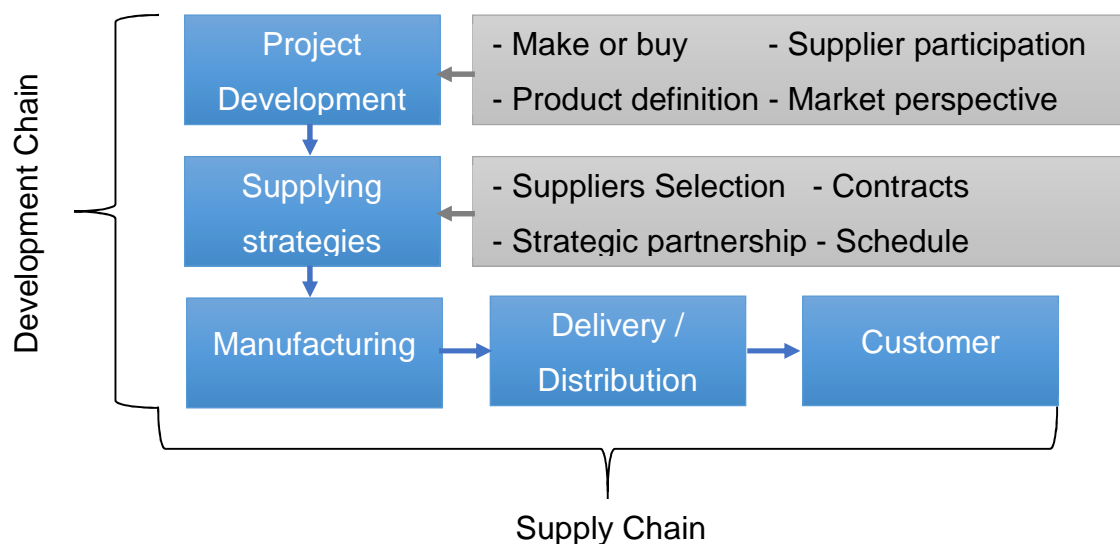 Development Chain
Project
Development
- Make or buy - Supplier participation
- Product definition - Market perspective
Supplying
strategies
- Suppliers Selection - Contracts
- Strategic partnership - Schedule
Manufacturing
Delivery /
Distribution
Customer
Supply Chain